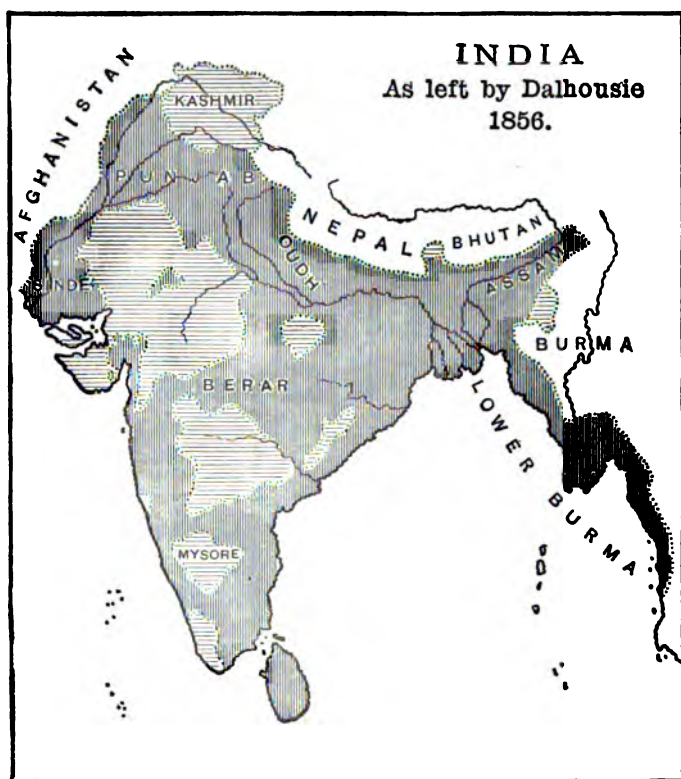 INDIA
As left by Dalhousie
1856.
AFGHANISTAN
KASHMIR
PUNJAB
NEPAL
BHUTAN
OUDH
ASSAM
SINDE
BURMA
BERAR
LOWER BURMA
MYSORE